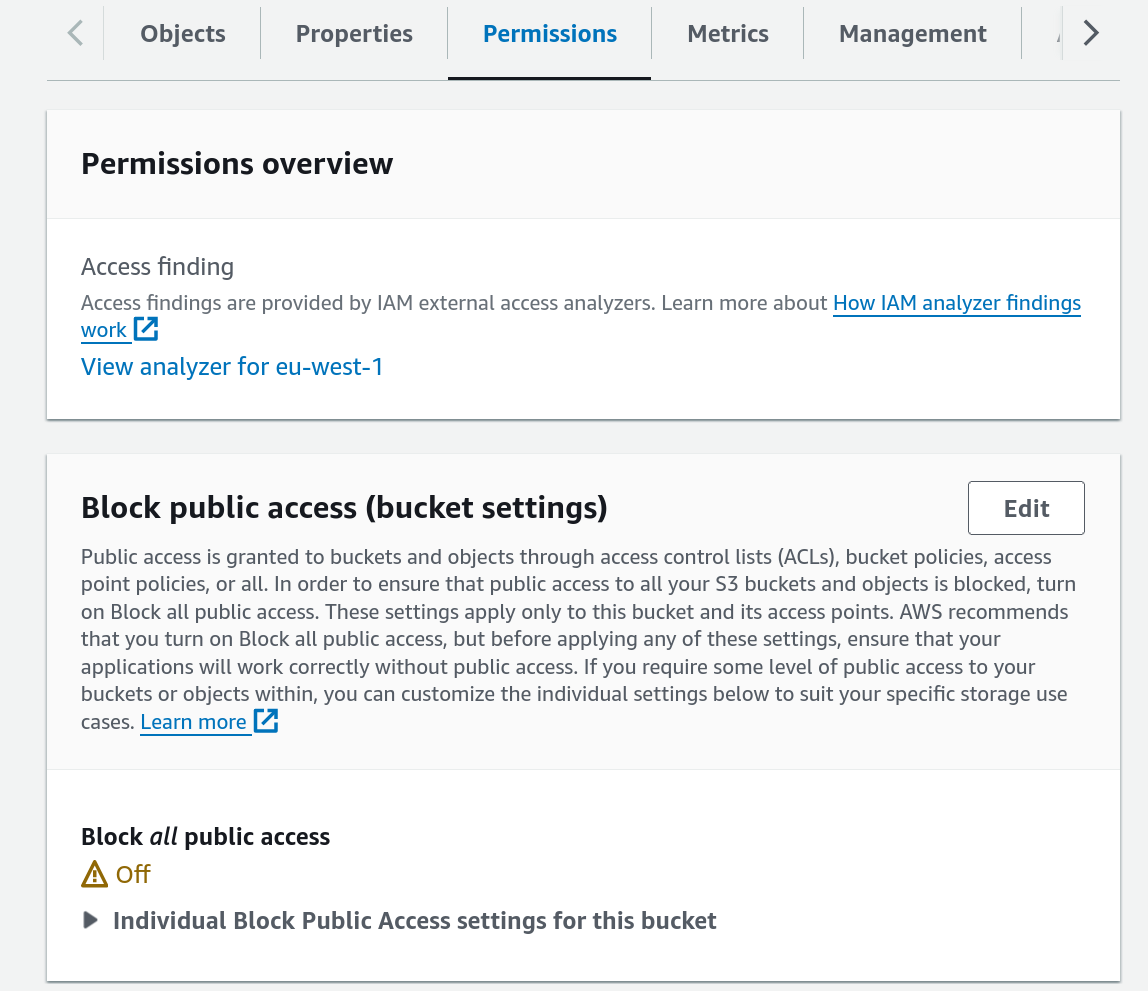 Objects
Properties
Permissions
Metrics
Management
Permissions overview
Access finding
Access findings are provided by IAM external access analyzers. Learn more about How IAM analyzer findings
work
View analyzer for eu-west-1
Block public access (bucket settings)
Edit
Public access is granted to buckets and objects through access control lists (ACLs), bucket policies, access
point policies, or all. In order to ensure that public access to all your S3 buckets and objects is blocked, turn
on Block all public access. These settings apply only to this bucket and its access points. AWS recommends
that you turn on Block all public access, but before applying any of these settings, ensure that your
applications will work correctly without public access. If you require some level of public access to your
buckets or objects within, you can customize the individual settings below to suit your specific storage use
cases. Learn more
Block all public access
Off
Individual Block Public Access settings for this bucket